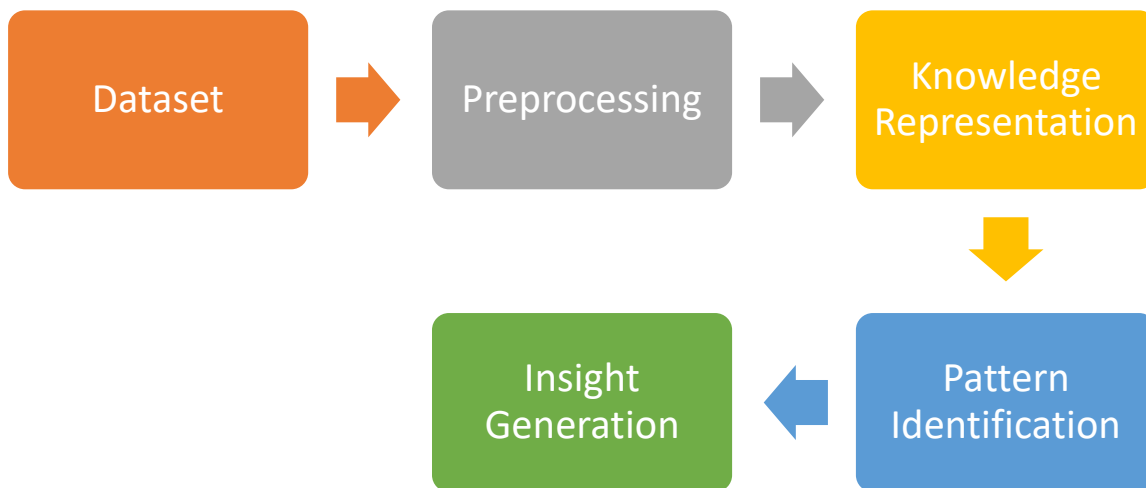 Dataset
Preprocessing
Knowledge
Representation
Pattern
Identification
Insight
Generation